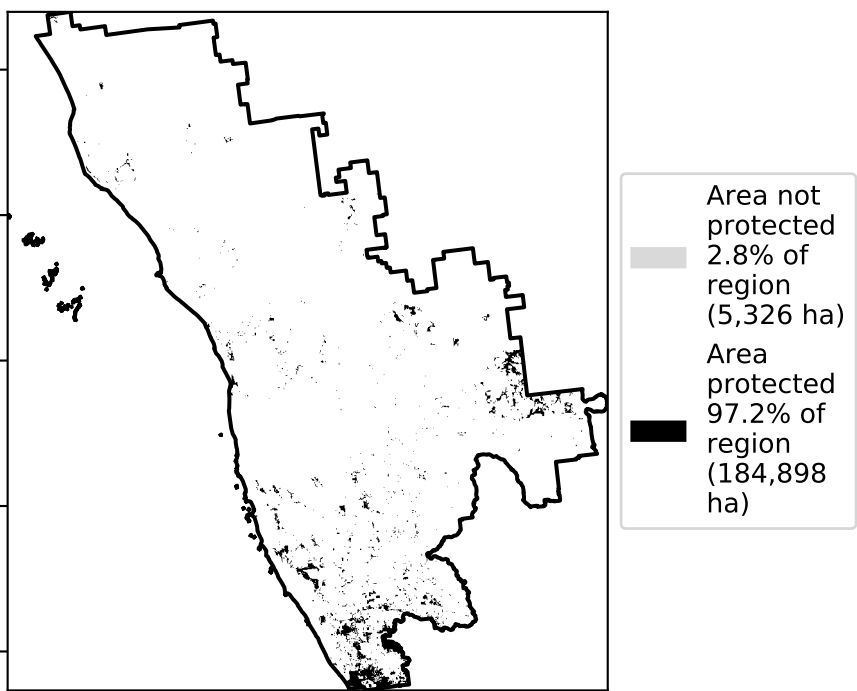 Area not
protected
2.8% of
region
(5,326 ha)
Area
protected
97.2% of
region
(184,898
ha)